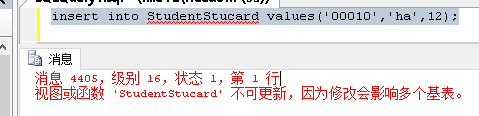 insert into StudentStucard values('00010','ha',12);
消息
消息 4405，级别 16，状态 1，第 1 行
视图或函数 'StudentStucard' 不可更新，因为修改会影响多个基表。